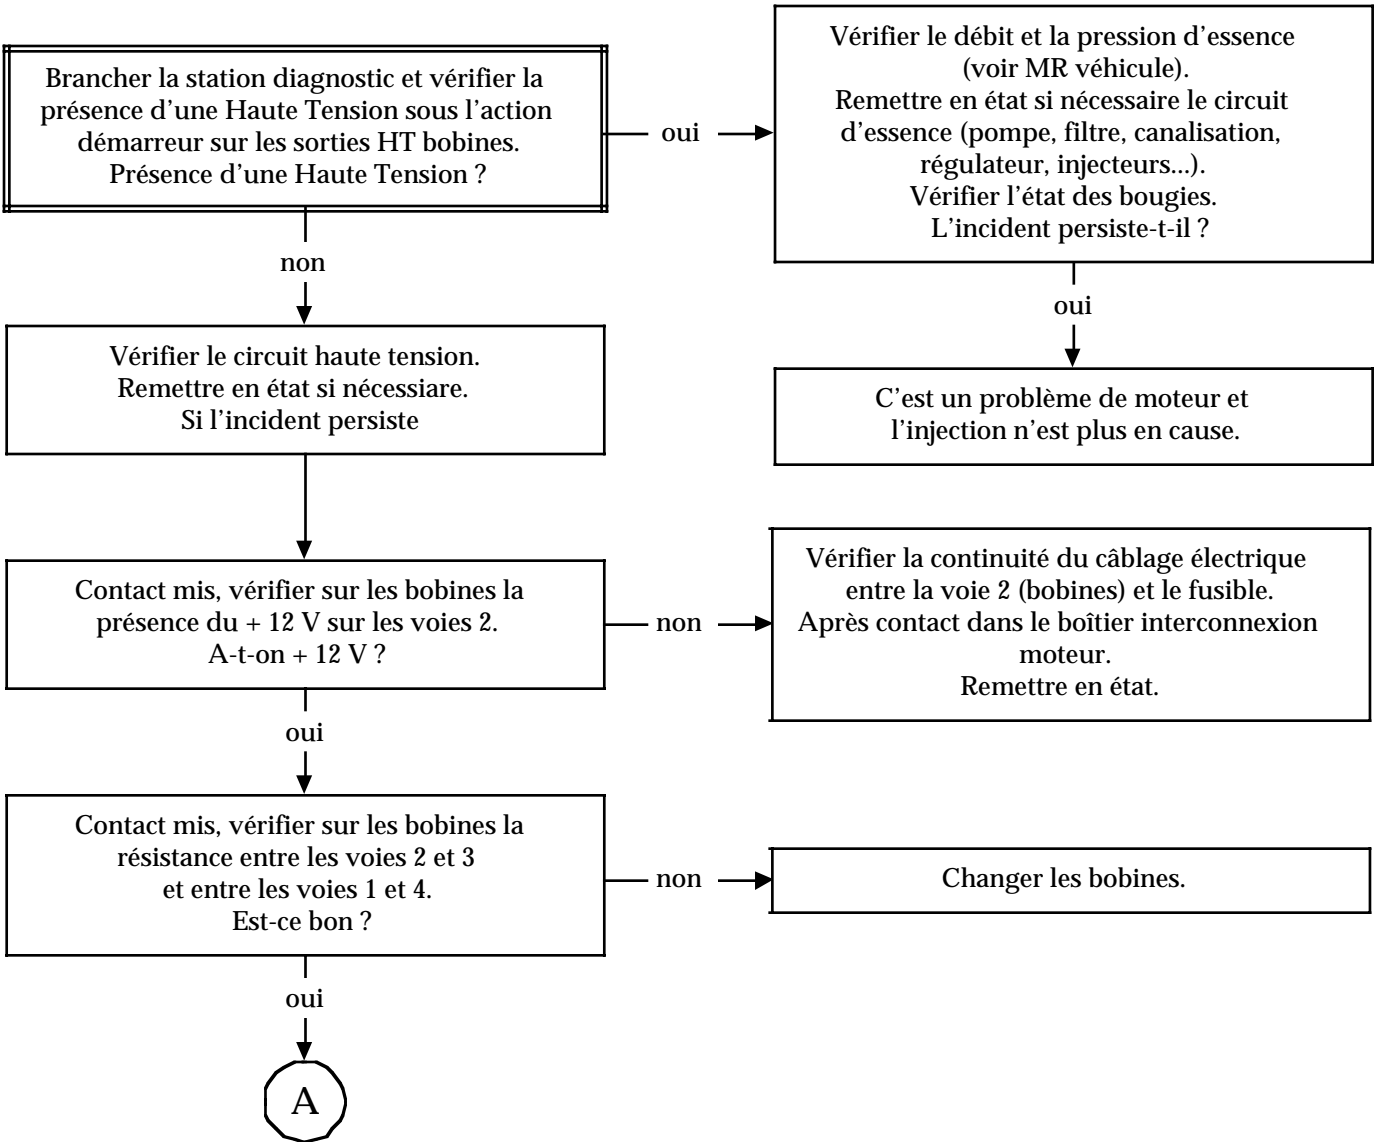 Brancher la station diagnostic et vérifier la
présence d’une Haute Tension sous l’action
démarreur sur les sorties HT bobines.
Présence d’une Haute Tension ?
oui
Vérifier le débit et la pression d’essence
(voir MR véhicule).
Remettre en état si nécessaire le circuit
d’essence (pompe, filtre, canalisation,
régulateur, injecteurs...).
Vérifier l’état des bougies.
L’incident persiste-t-il ?
non
oui
Vérifier le circuit haute tension.
Remettre en état si nécessiare.
Si l’incident persiste
C’est un problème de moteur et
l’injection n’est plus en cause.
Contact mis, vérifier sur les bobines la
présence du + 12 V sur les voies 2.
A-t-on + 12 V ?
non
Vérifier la continuité du câblage électrique
entre la voie 2 (bobines) et le fusible.
Après contact dans le boîtier interconnexion
moteur.
Remettre en état.
oui
Contact mis, vérifier sur les bobines la
résistance entre les voies 2 et 3
et entre les voies 1 et 4.
Est-ce bon ?
non
Changer les bobines.
oui
A